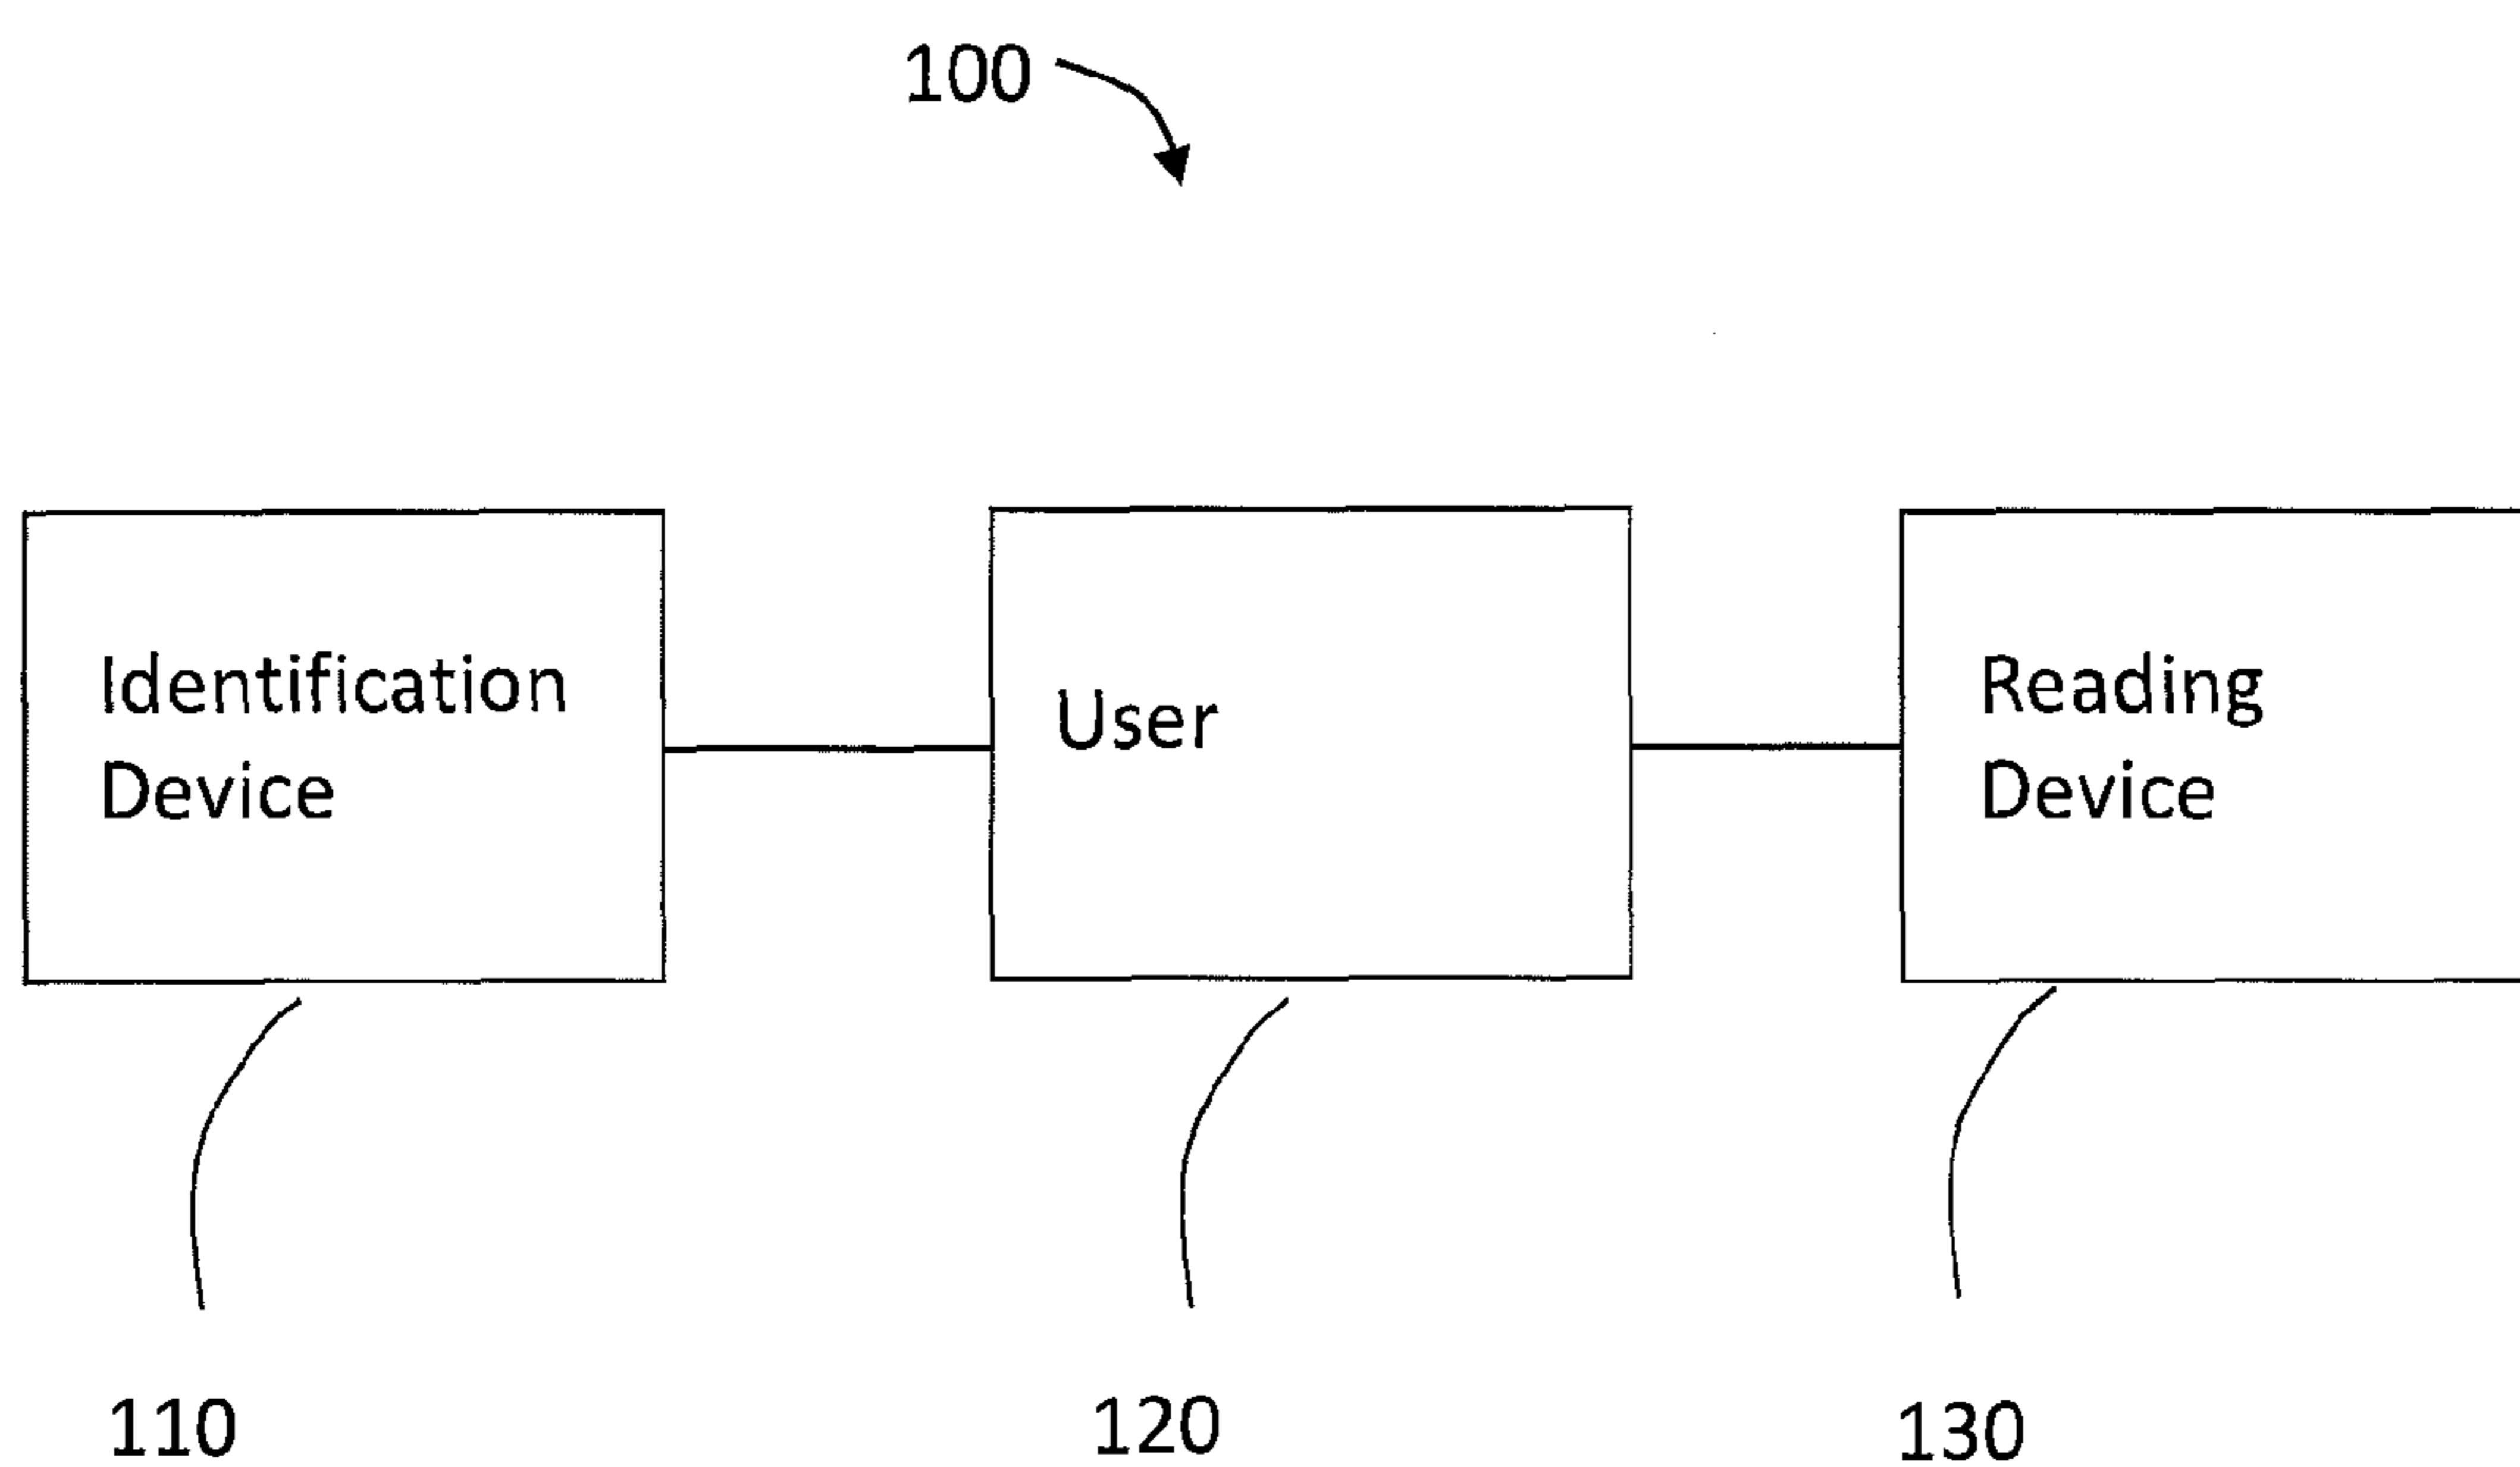 100
Identification
Device
User
Reading
Device
110
120
130